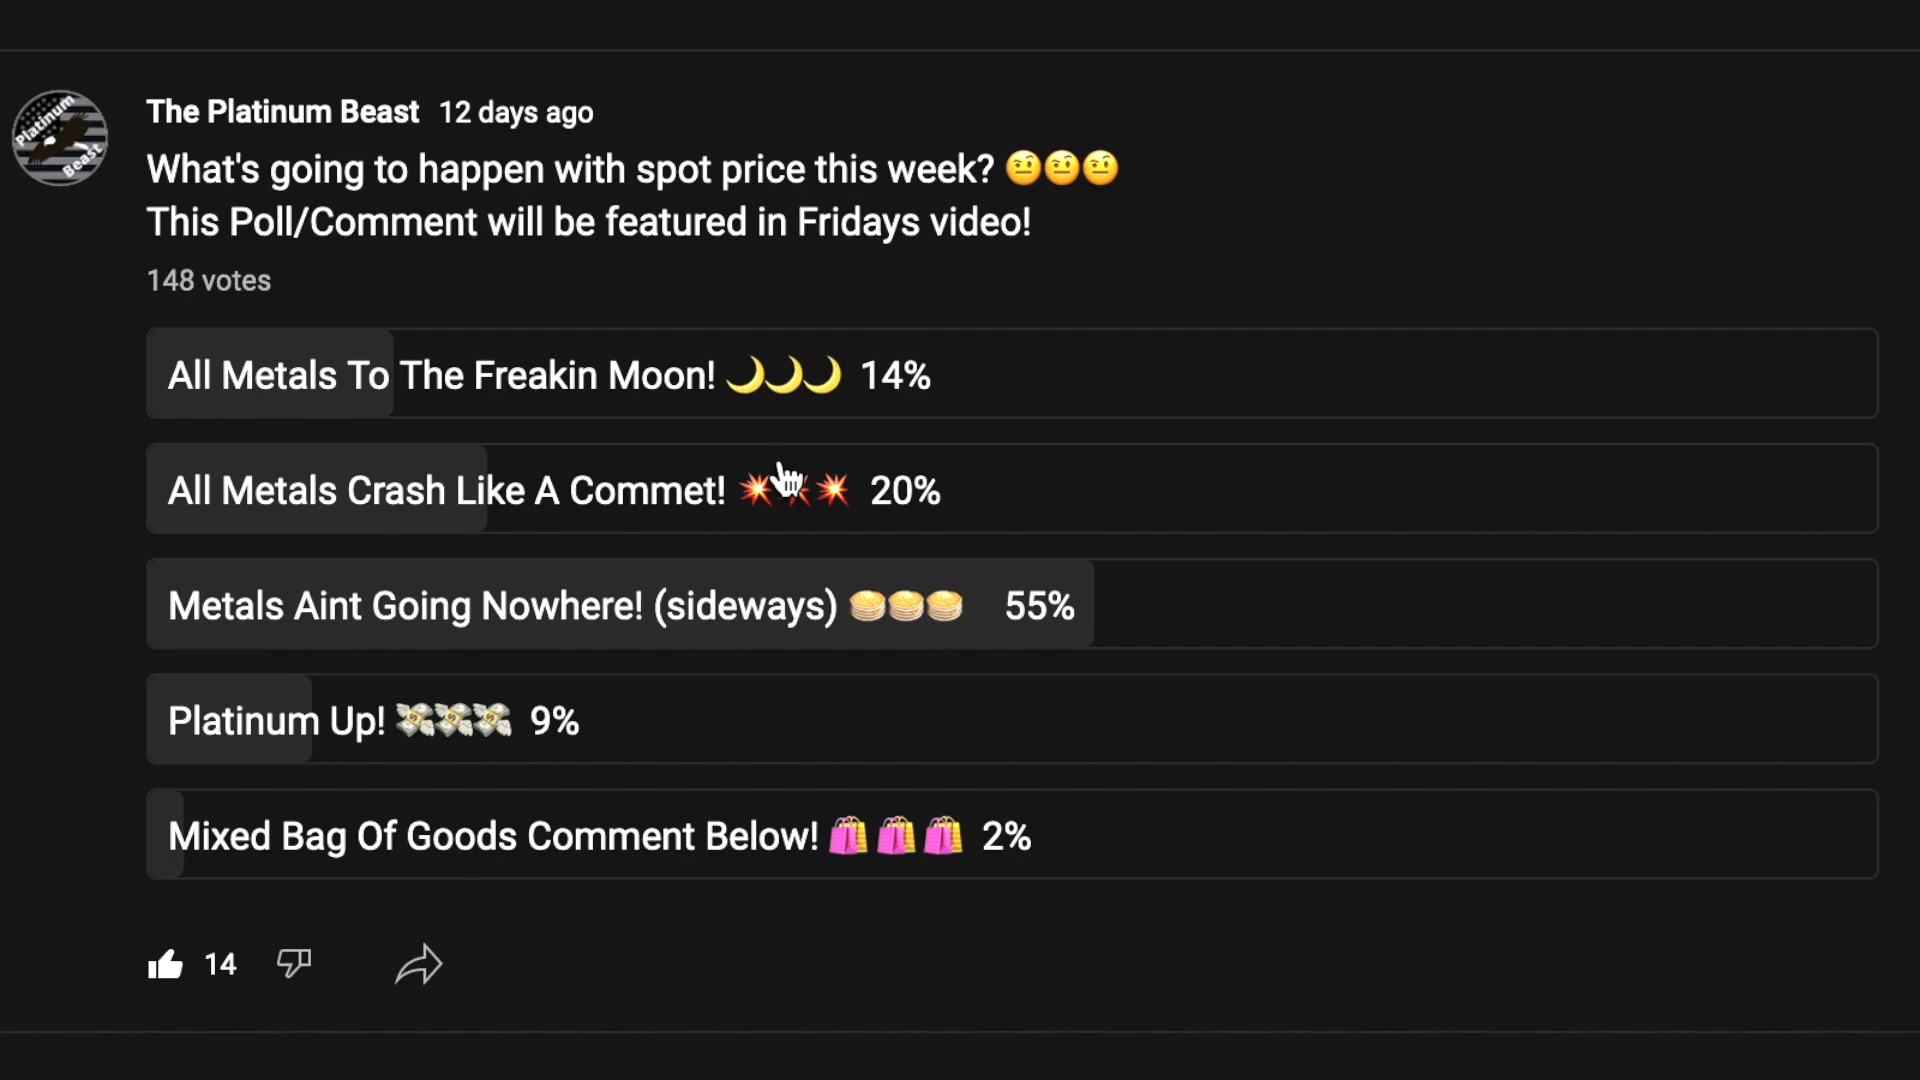 Platinum
Beast
The Platinum Beast 12 days ago
What's going to happen with spot price this week? 🤨🤨🤨
This Poll/Comment will be featured in Fridays video!
148 votes
All Metals To The Freakin Moon! 🌙🌙🌙 14%
All Metals Crash Like A Commet! 💥💥💥 20%
Metals Aint Going Nowhere! (sideways) 🥞🥞🥞 55%
Platinum Up! 💸💸💸 9%
Mixed Bag Of Goods Comment Below! 🛍️🛍️🛍️ 2%
14